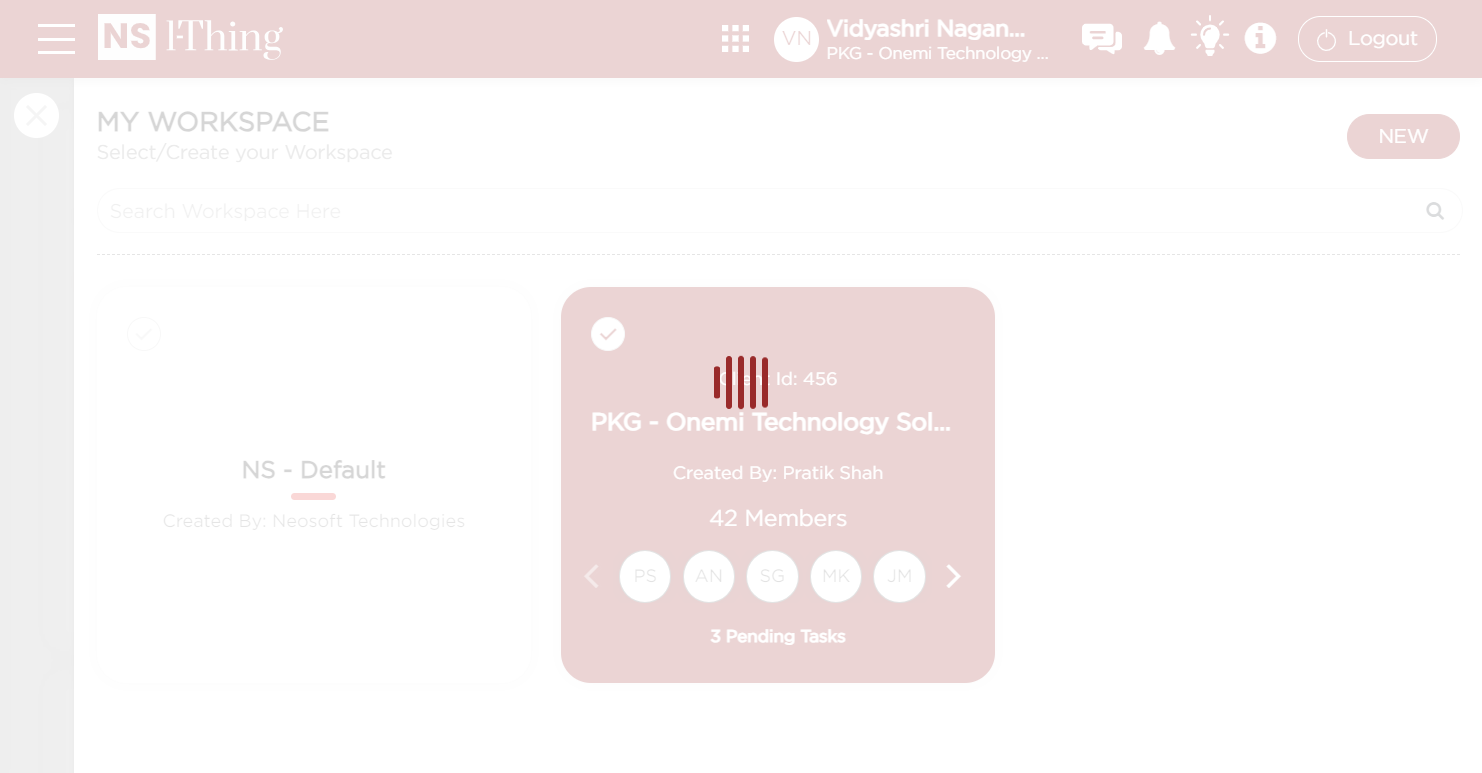 NS I-Thing
VN
Vidyashri Nagan...
PKG - Onemi Technology ...
Logout
MY WORKSPACE
Select/Create your Workspace
NEW
Search Workspace Here
NS - Default
Created By: Neosoft Technologies
Client Id: 456
PKG - Onemi Technology Sol...
Created By: Pratik Shah
42 Members
PS AN SG MK JM
3 Pending Tasks